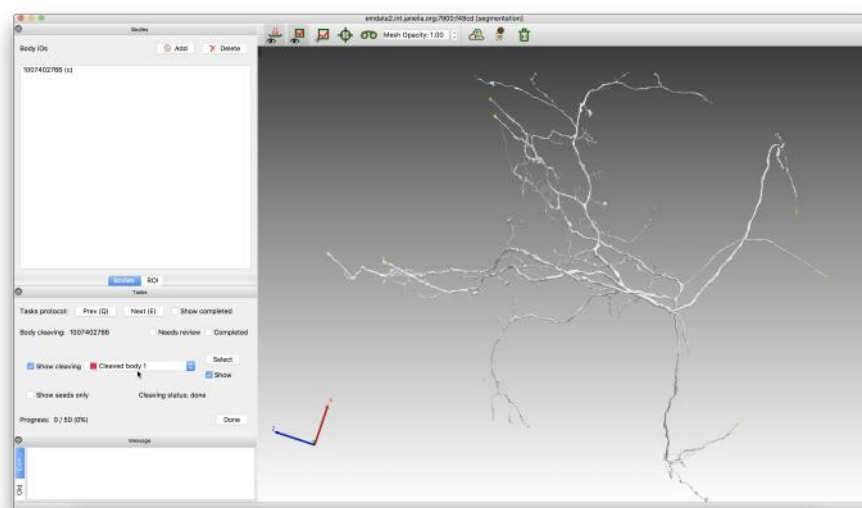 emdata2.int.janelia.org:7900:f48cd (segmentation)
Bodies
Body IDs
Add
Delete
1007402766 (c)
Mesh Opacity: 1.00
Bodies
ROI
Tasks
Tasks protocol:
Prev (Q)
Next (E)
Show completed
Body cleaving: 1007402766
Needs review
Completed
Show cleaving
Cleaved body 1
Select
Show
Show seeds only
Cleaving status: done
Progress: 0 / 50 (0%)
Done
Message
X
Z